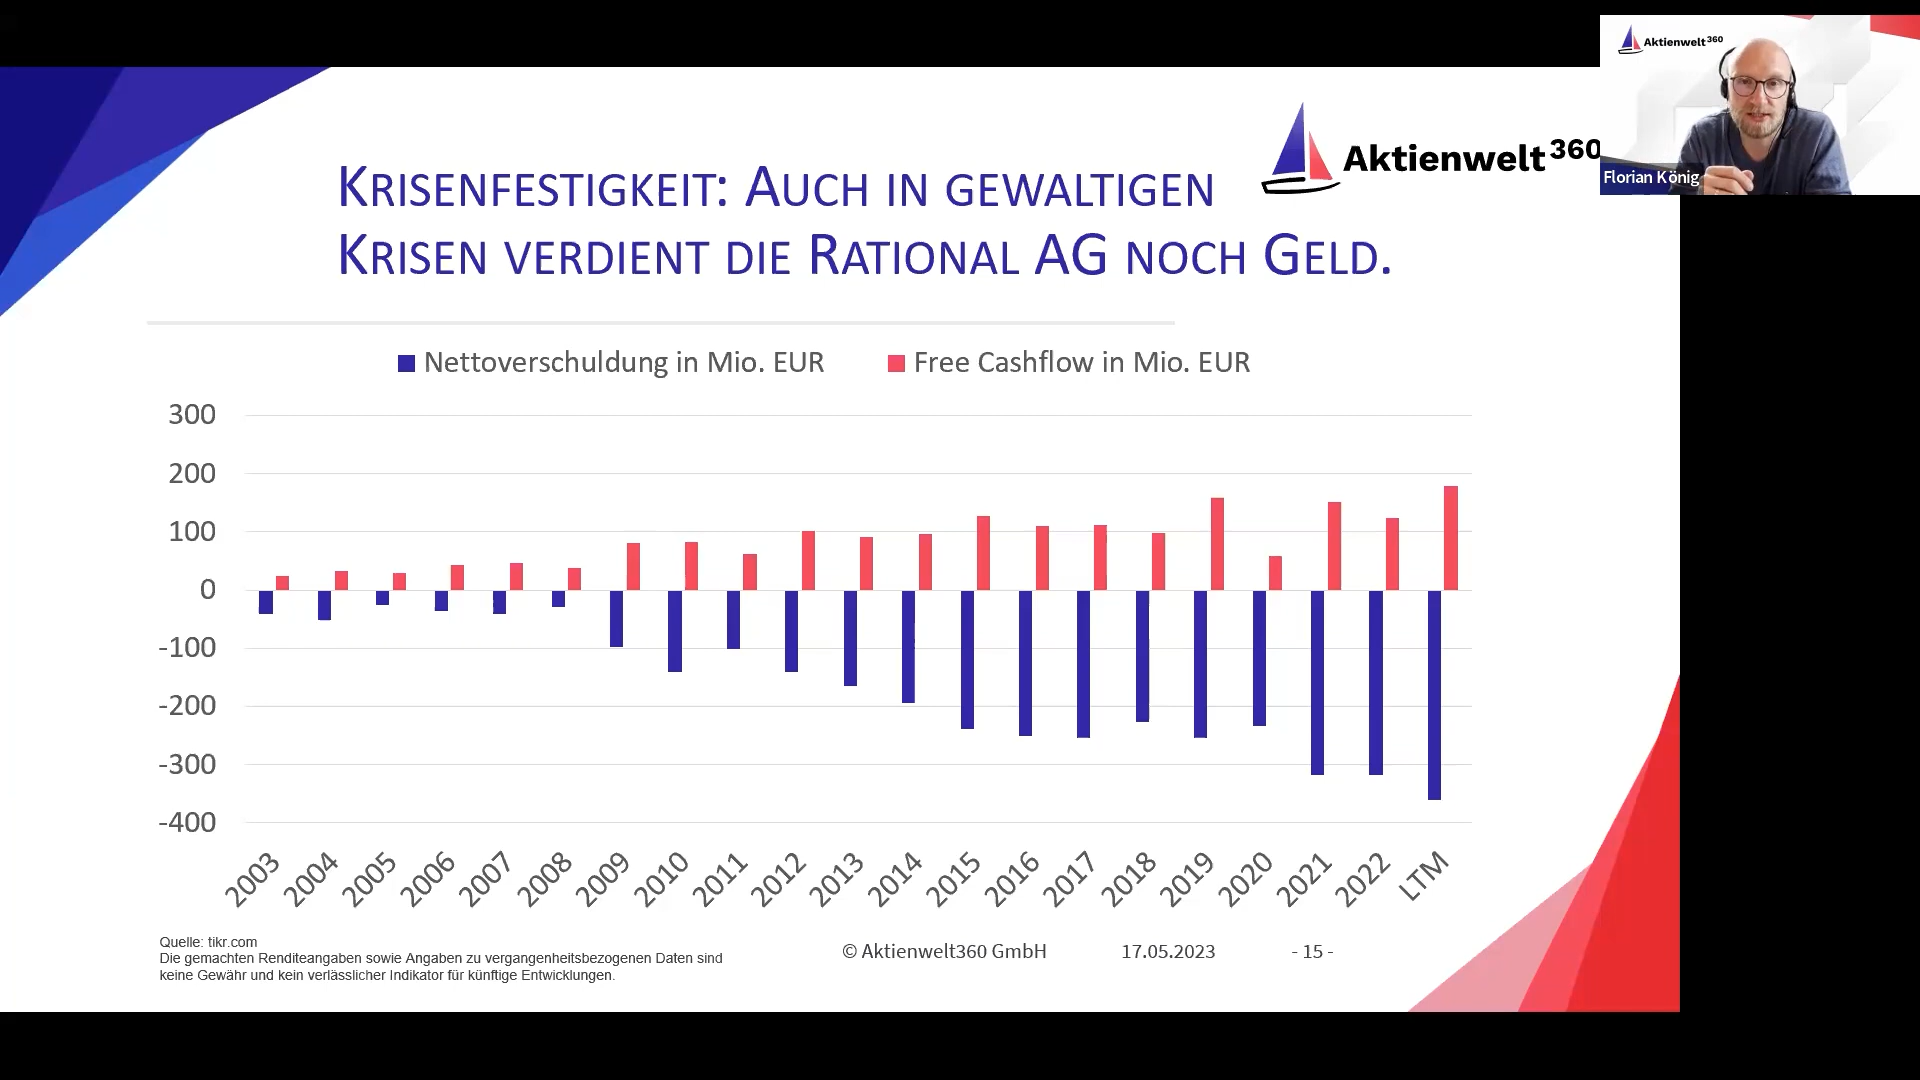 Aktienwelt360
Florian König
Aktienwelt360
Krisenfestigkeit: Auch in gewaltigen
Krisen verdient die Rational AG noch Geld.
Nettoverschuldung in Mio. EUR Free Cashflow in Mio. EUR
300
200
100
0
-100
-200
-300
-400
2003 2004 2005 2006 2007 2008 2009 2010 2011 2012 2013 2014 2015 2016 2017 2018 2019 2020 2021 2022 LTM
Quelle: tikr.com
Die gemachten Renditeangaben sowie Angaben zu vergangenheitsbezogenen Daten sind
keine Gewähr und kein verlässlicher Indikator für künftige Entwicklungen.
© Aktienwelt360 GmbH 17.05.2023 - 15 -